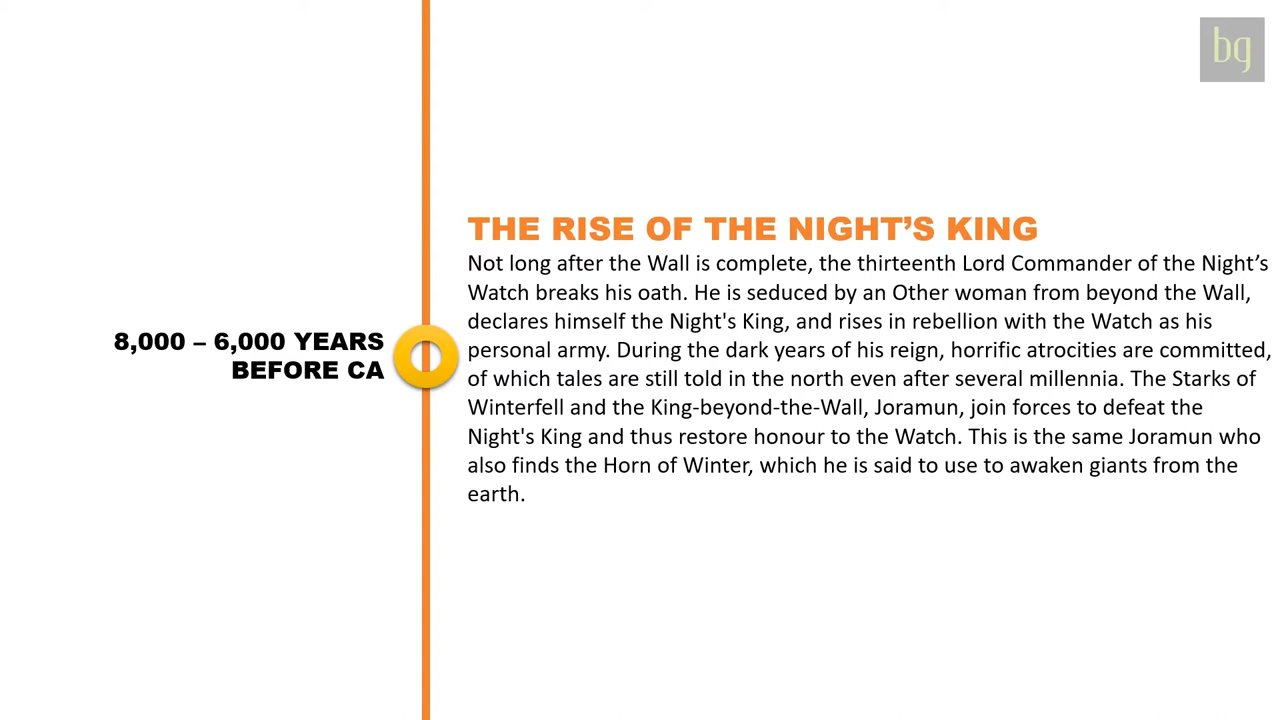 bg
THE RISE OF THE NIGHT’S KING
Not long after the Wall is complete, the thirteenth Lord Commander of the Night’s
Watch breaks his oath. He is seduced by an Other woman from beyond the Wall,
declares himself the Night's King, and rises in rebellion with the Watch as his
personal army. During the dark years of his reign, horrific atrocities are committed,
of which tales are still told in the north even after several millennia. The Starks of
Winterfell and the King-beyond-the-Wall, Joramun, join forces to defeat the
Night's King and thus restore honour to the Watch. This is the same Joramun who
also finds the Horn of Winter, which he is said to use to awaken giants from the
earth.
8,000 – 6,000 YEARS
BEFORE CA